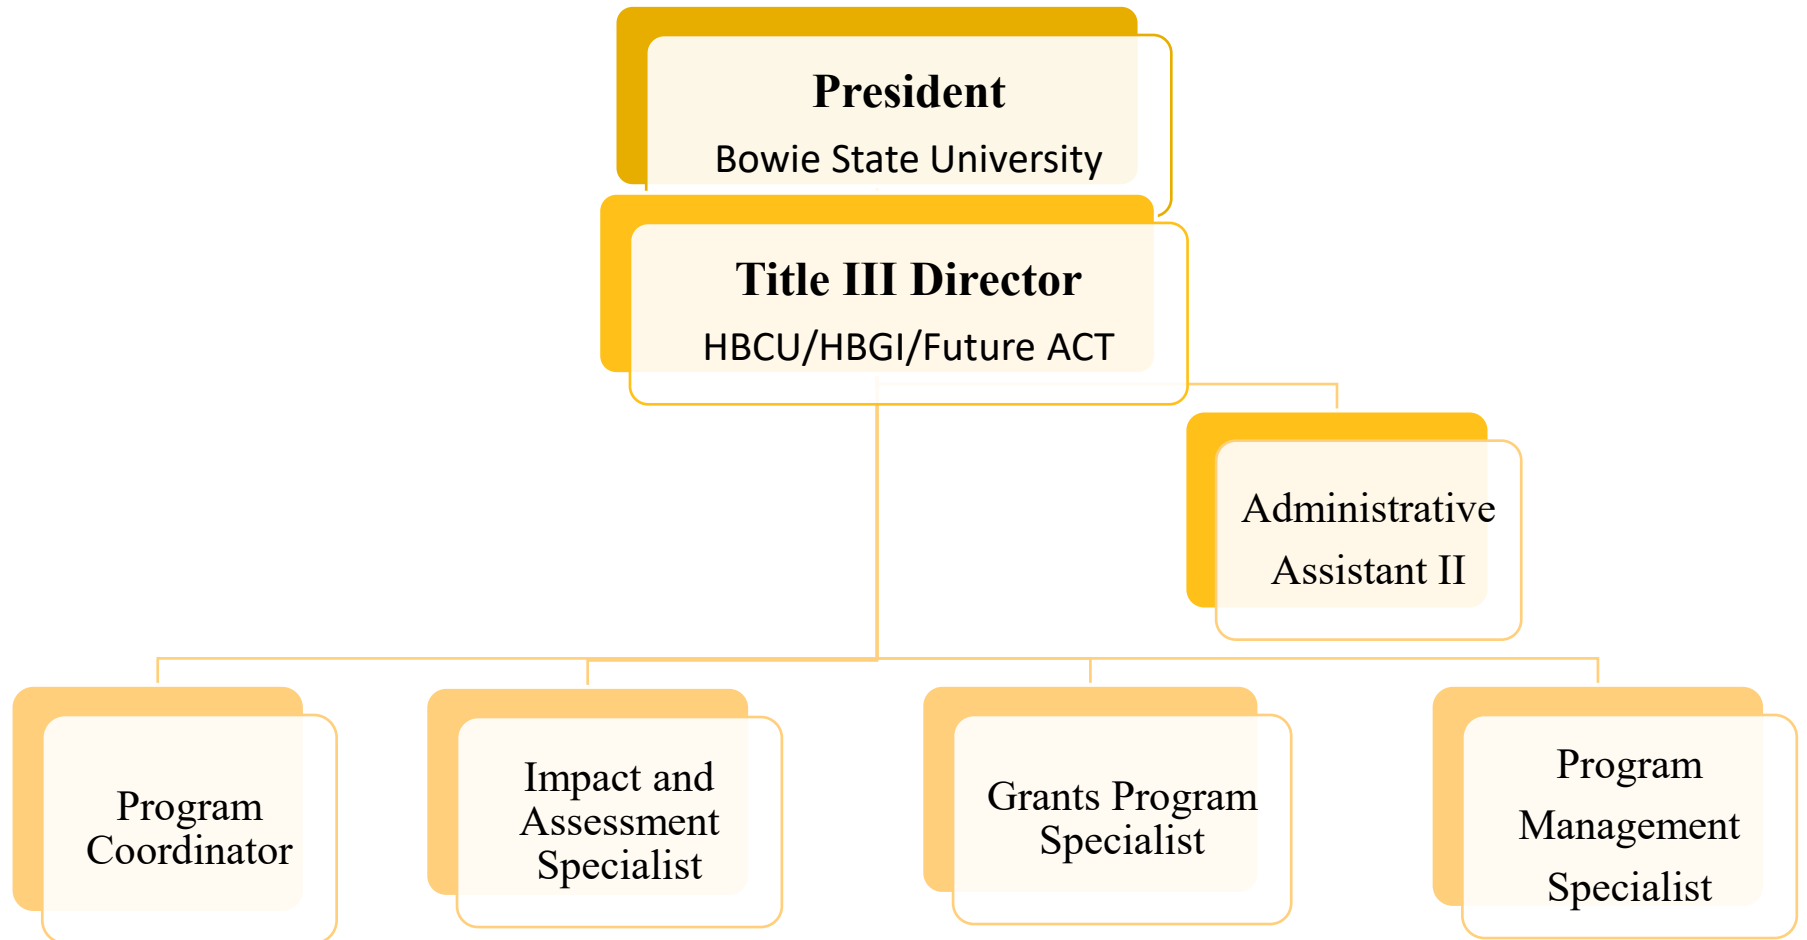 President
Bowie State University
Title III Director
HBCU/HBGI/Future ACT
Administrative
Assistant II
Program
Coordinator
Impact and
Assessment
Specialist
Grants Program
Specialist
Program
Management
Specialist